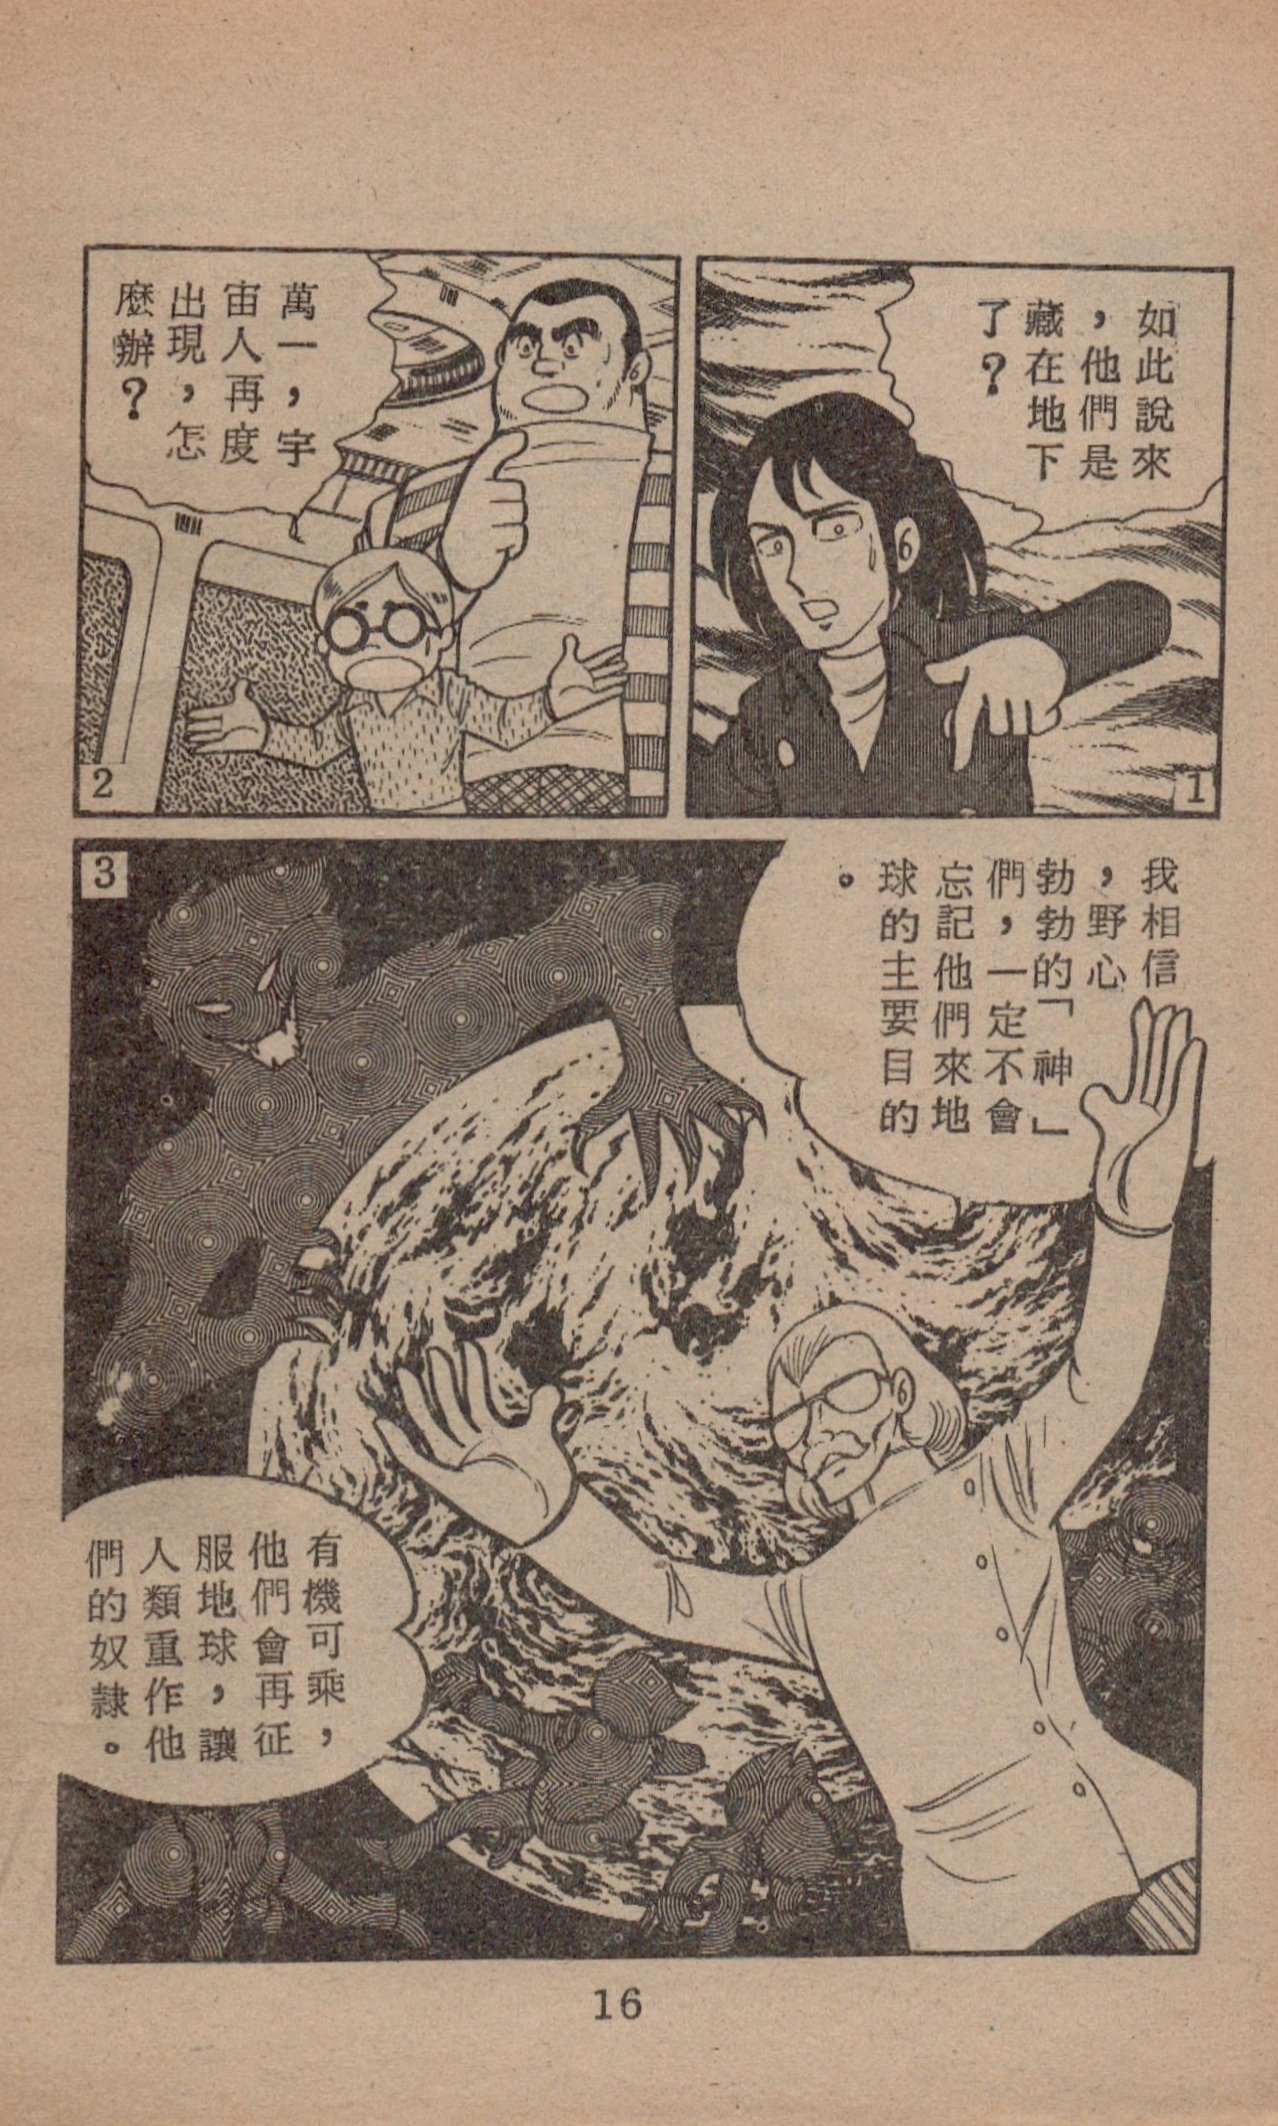 如此說來
，他們是
藏在地下
了？
1
萬一，宇
宙人再度
出現，怎
麼辦？
2
3
我相信
，野心
勃勃的「神」
們，一定不會
忘記他們來地
球的主要目的
。
有機可乘，
他們會再征
服地球，讓
人類重作他
們的奴隸。
16